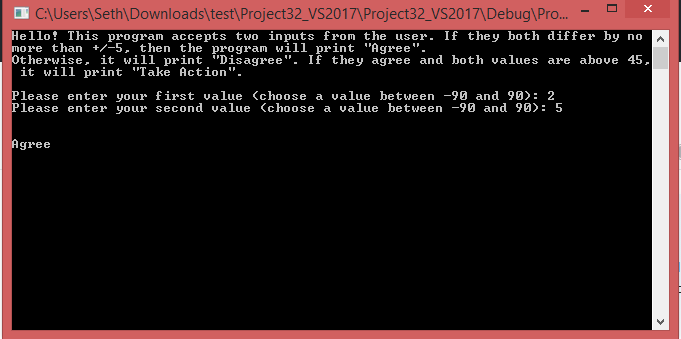 C:\Users\Seth\Downloads\test\Project32_VS2017\Project32_VS2017\Debug\Pro...
Hello! This program accepts two inputs from the user. If they both differ by no
more than +/-5, then the program will print "Agree".
Otherwise, it will print "Disagree". If they agree and both values are above 45,
 it will print "Take Action".
Please enter your first value (choose a value between -90 and 90): 2
Please enter your second value (choose a value between -90 and 90): 5
Agree